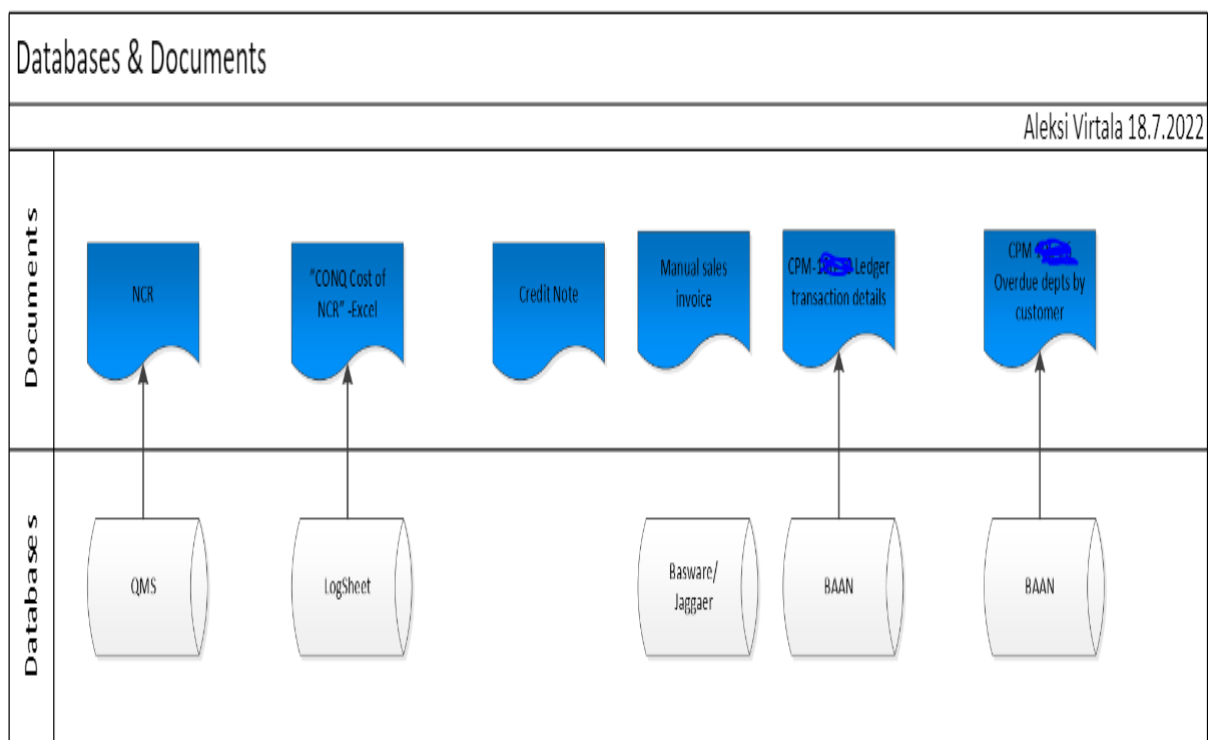 Databases & Documents
Aleksi Virtala 18.7.2022
Documents
NCR
"CONQ Cost of
NCR" -Excel
Credit Note
Manual sales
invoice
CPM- Ledger
transaction details
CPM
Overdue depts by
customer
Databases
QMS
LogSheet
Basware/
Jaggaer
BAAN
BAAN